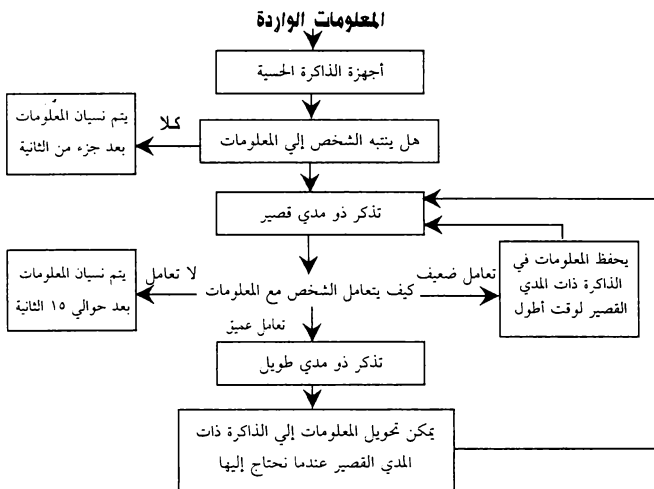 المعلومات الواردة
أجهزة الذاكرة الحسية
هل ينتبه الشخص إلي المعلومات
كلا
يتم نسيان المعلومات
بعد جزء من الثانية
تذكر ذو مدي قصير
كيف يتعامل الشخص مع المعلومات
لا تعامل
يتم نسيان المعلومات
بعد حوالي ١٥ الثانية
تعامل ضعيف
يحفظ المعلومات في
الذاكرة ذات المدي
القصير لوقت أطول
تعامل عميق
تذكر ذو مدي طويل
يمكن تحويل المعلومات إلي الذاكرة ذات
المدي القصير عندما نحتاج إليها